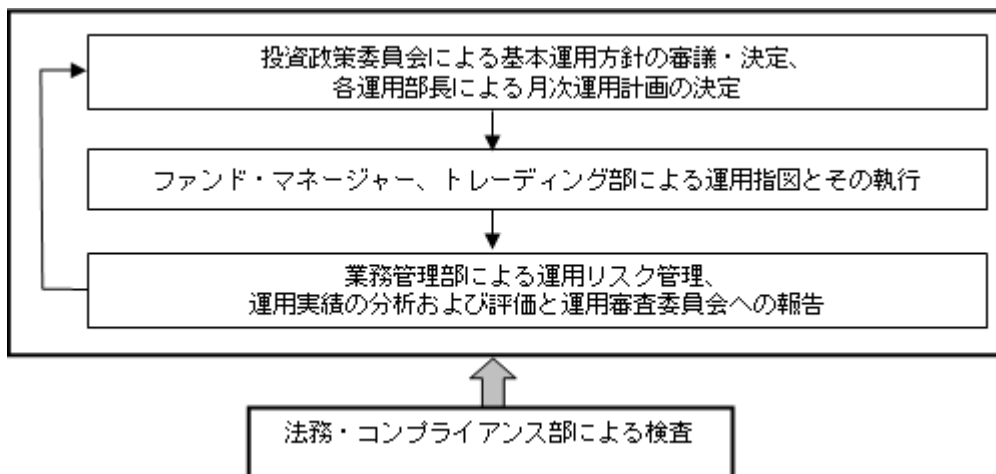 投資政策委員会による基本運用方針の審議・決定、
各運用部長による月次運用計画の決定
ファンド・マネージャー、トレーディング部による運用指図とその執行
業務管理部による運用リスク管理、
運用実績の分析および評価と運用審査委員会への報告
法務・コンプライアンス部による検査